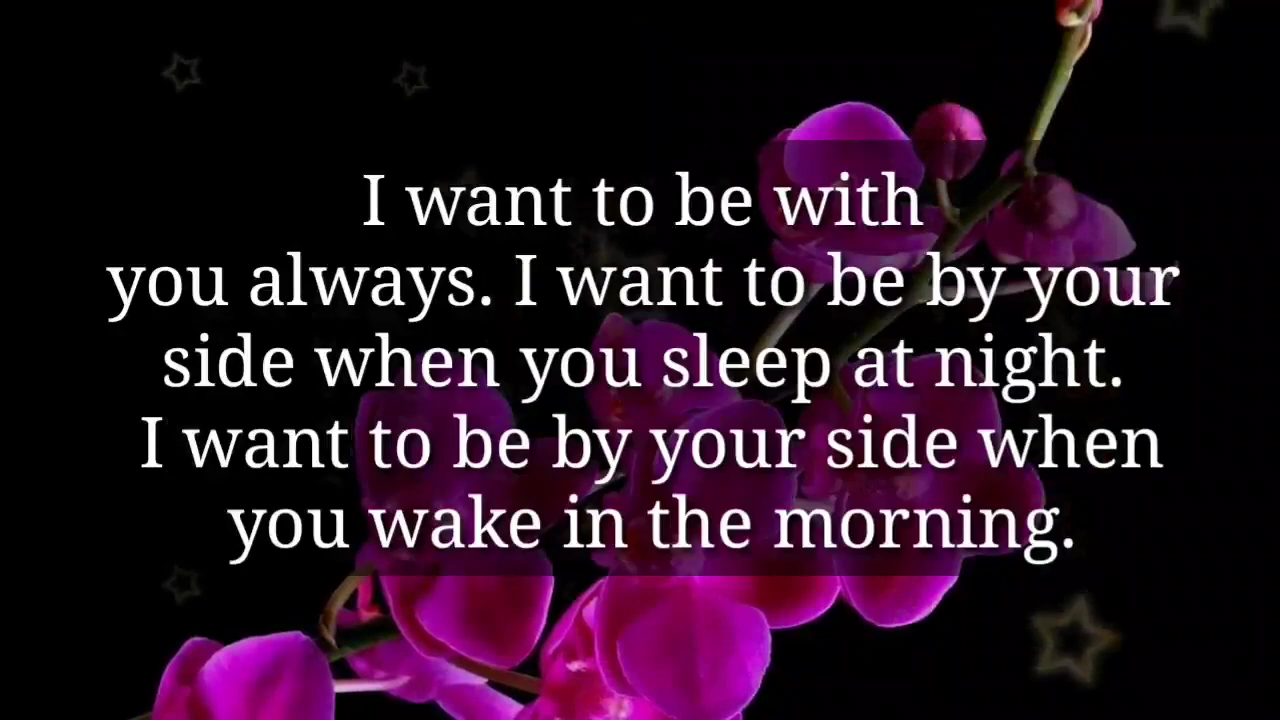 I want to be with
you always. I want to be by your
side when you sleep at night.
I want to be by your side when
you wake in the morning.